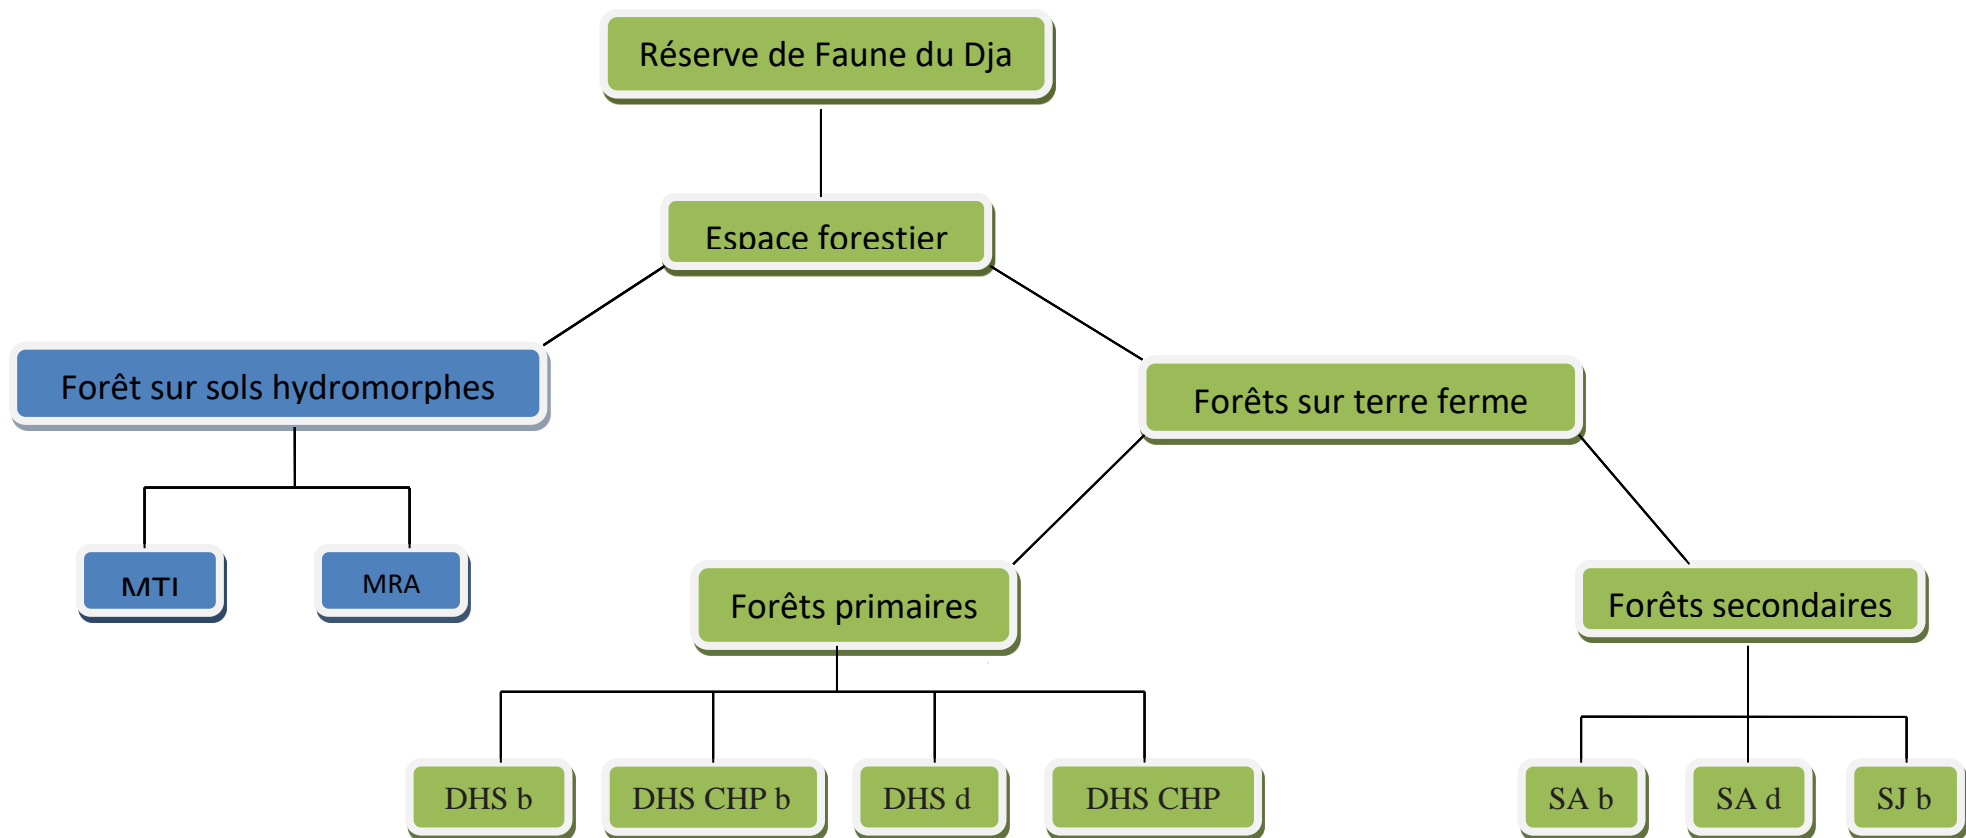 Réserve de Faune du Dja
Espace forestier
Forêt sur sols hydromorphes
Forêts sur terre ferme
MTI
MRA
Forêts primaires
Forêts secondaires
DHS b
DHS CHP b
DHS d
DHS CHP
SA b
SA d
SJ b